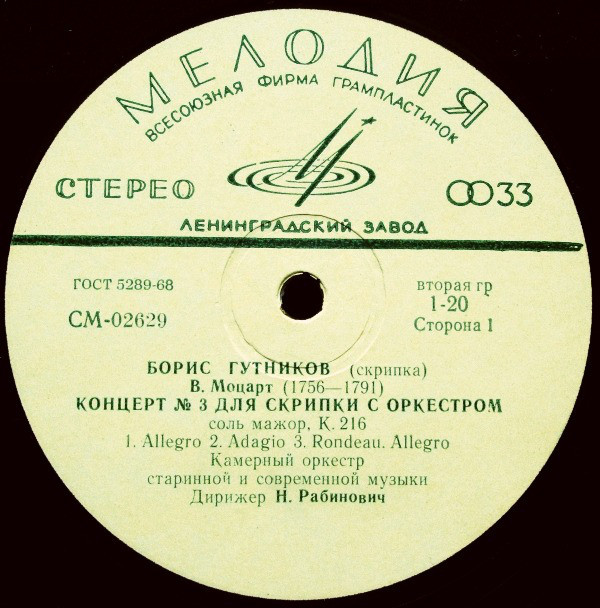 МЕЛОДИЯ
ВСЕСОЮЗНАЯ ФИРМА ГРАМПЛАСТИНОК
СТЕРЕО
33
ЛЕНИНГРАДСКИЙ ЗАВОД
ГОСТ 5289-68
вторая гр
СМ-02629
1-20
Сторона 1
БОРИС ГУТНИКОВ (скрипка)
В. Моцарт (1756—1791)
КОНЦЕРТ № 3 ДЛЯ СКРИПКИ С ОРКЕСТРОМ
соль мажор, К. 216
1. Allegro 2. Adagio 3. Rondeau. Allegro
Камерный оркестр
старинной и современной музыки
Дирижер Н. Рабинович